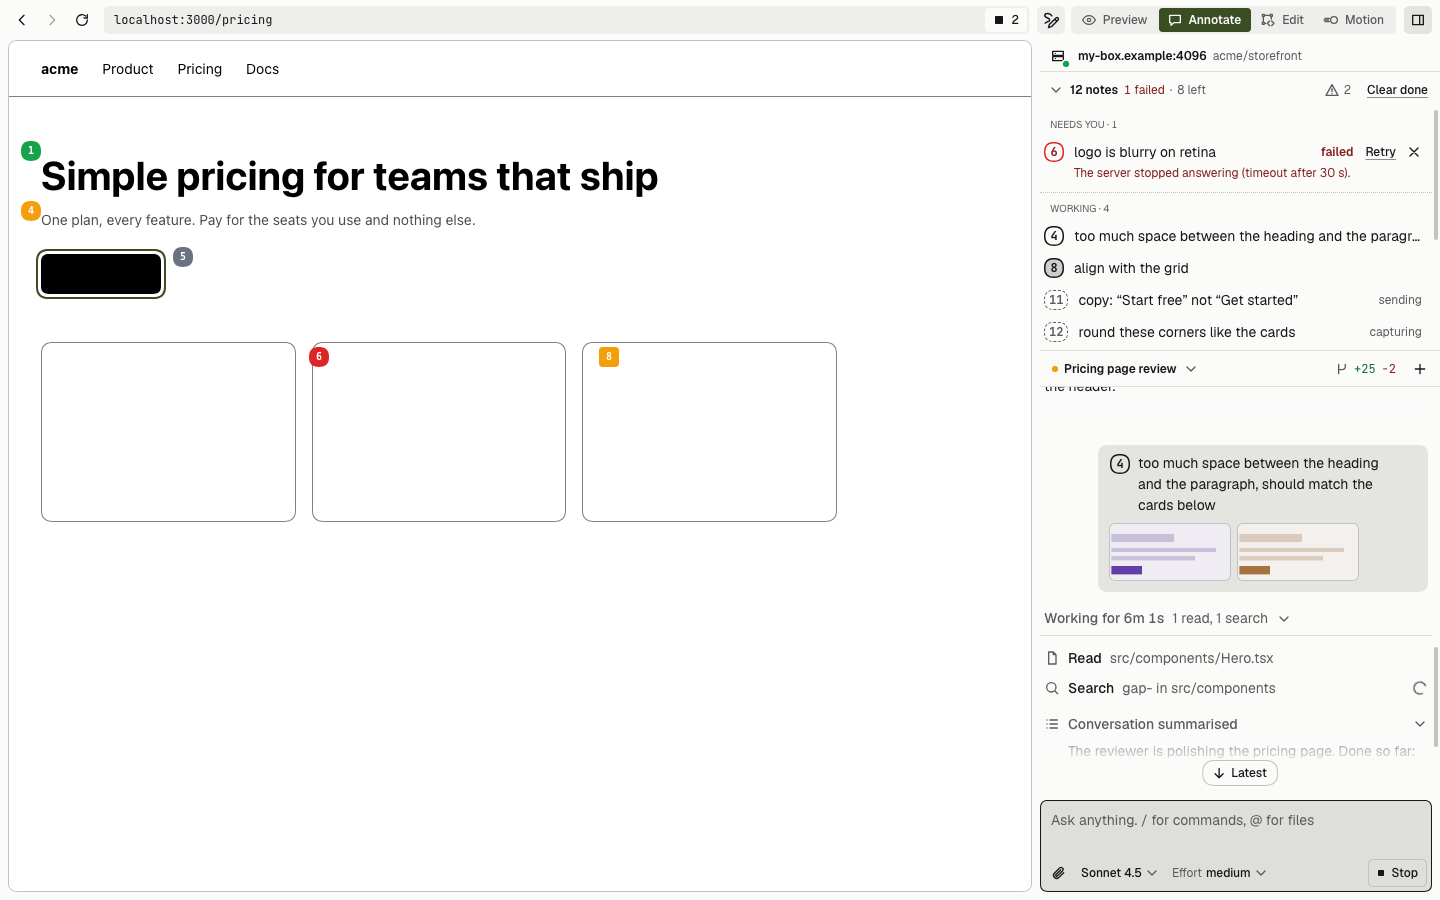 localhost:3000/pricing
2
Preview
Annotate
Edit
Motion
acme Product Pricing Docs
1
Simple pricing for teams that ship
4
One plan, every feature. Pay for the seats you use and nothing else.
5
6
8
my-box.example:4096 acme/storefront
12 notes 1 failed · 8 left 2 Clear done
NEEDS YOU · 1
6 logo is blurry on retina failed Retry
The server stopped answering (timeout after 30 s).
WORKING · 4
4 too much space between the heading and the paragr...
8 align with the grid
11 copy: “Start free” not “Get started” sending
12 round these corners like the cards capturing
Pricing page review +25 -2
the header.
4 too much space between the heading
and the paragraph, should match the
cards below
Working for 6m 1s 1 read, 1 search
Read src/components/Hero.tsx
Search gap- in src/components
Conversation summarised
The reviewer is polishing the pricing page. Done so far:
Latest
Ask anything. / for commands, @ for files
Sonnet 4.5 Effort medium Stop